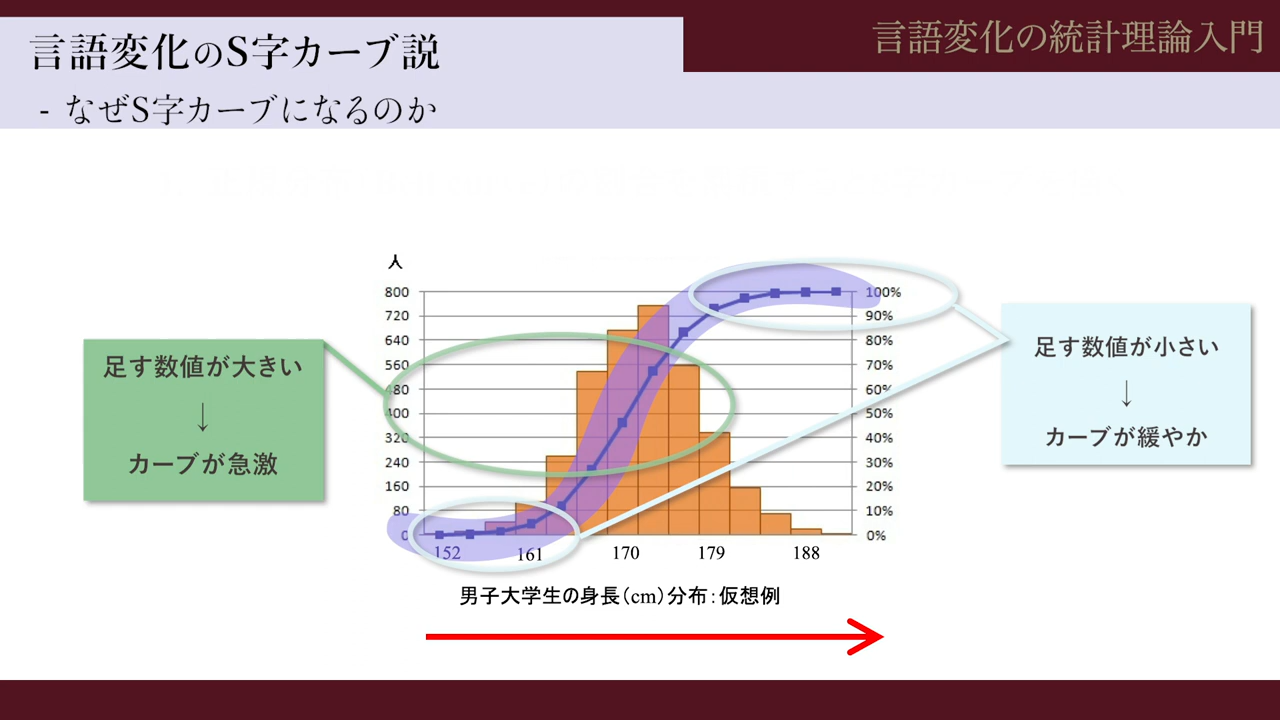 言語変化のS字カーブ説
言語変化の統計理論入門
- なぜS字カーブになるのか
人
800
720
640
560
480
400
320
240
160
80
0
100%
90%
80%
70%
60%
50%
40%
30%
20%
10%
0%
152 161 170 179 188
男子大学生の身長(cm)分布:仮想例
足す数値が大きい
↓
カーブが急激
足す数値が小さい
↓
カーブが緩やか